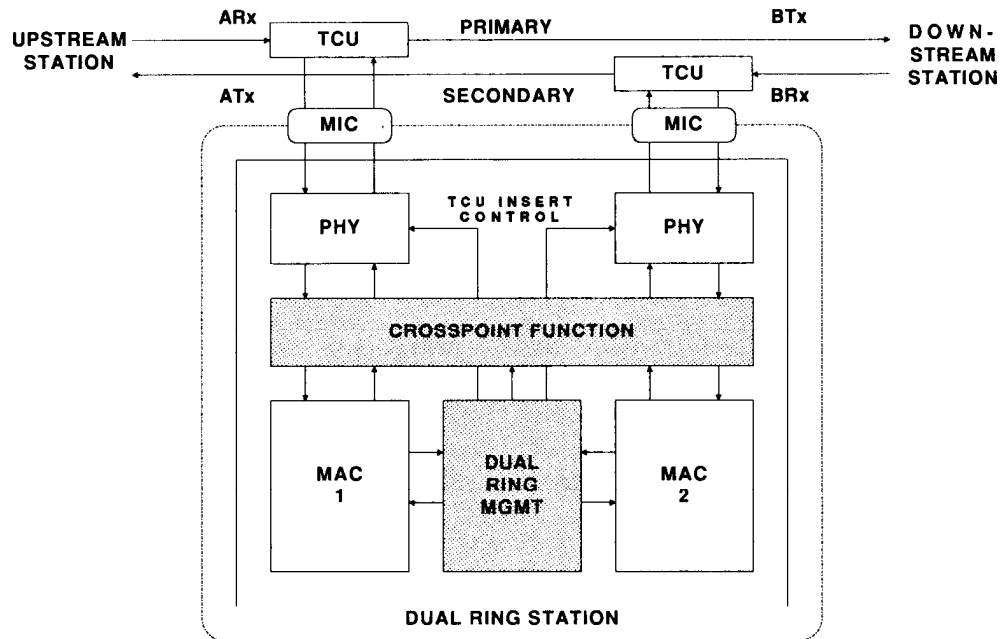 ARx
PRIMARY
BTx
UPSTREAM
STATION
TCU
DOWN-
STREAM
STATION
TCU
ATx
SECONDARY
BRx
MIC
MIC
PHY
TCU INSERT
CONTROL
PHY
CROSSPOINT FUNCTION
MAC
1
DUAL
RING
MGMT
MAC
2
DUAL RING STATION